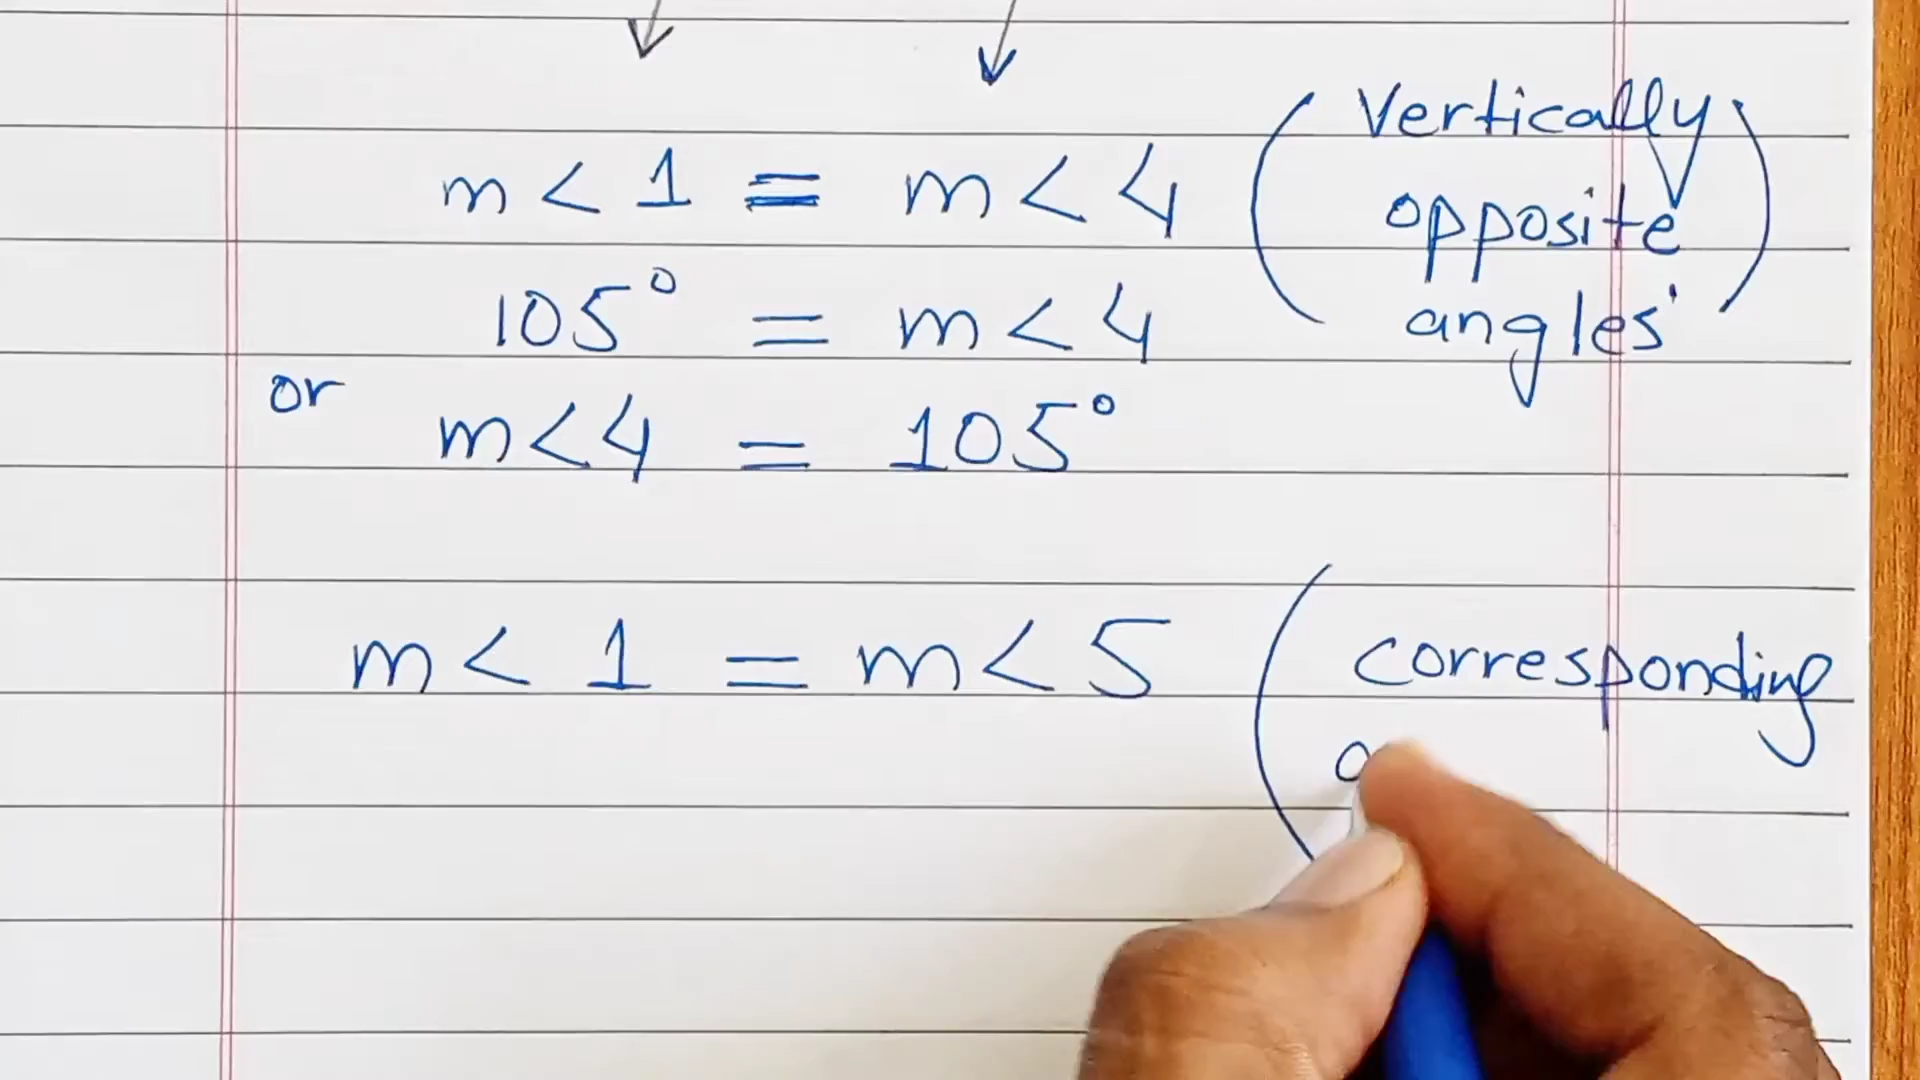 m < 1 = m < 4 (Vertically
opposite
angles)
105° = m < 4
or m < 4 = 105°
m < 1 = m < 5 (corresponding